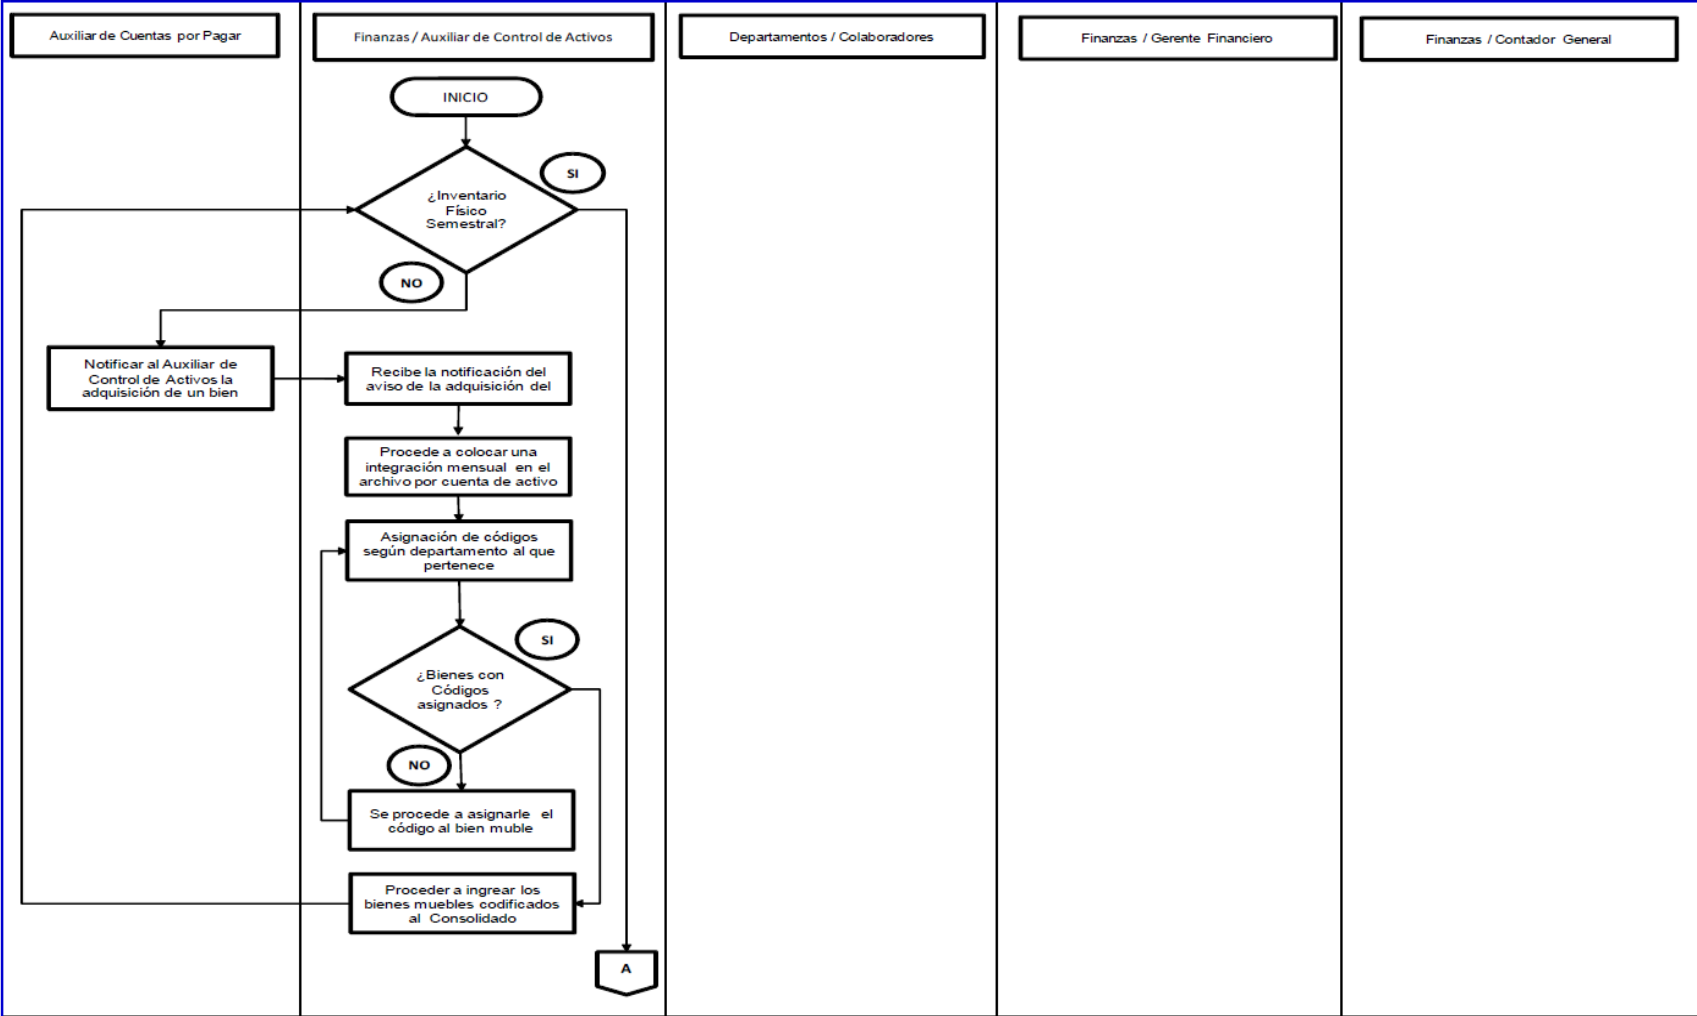 Auxiliar de Cuentas por Pagar
Finanzas / Auxiliar de Control de Activos
Departamentos / Colaboradores
Finanzas / Gerente Financiero
Finanzas / Contador General
INICIO
SI
¿Inventario
Físico
Semestral?
NO
Notificar al Auxiliar de
Control de Activos la
adquisición de un bien
Recibe la notificación del
aviso de la adquisición del
Procede a colocar una
integración mensual en el
archivo por cuenta de activo
Asignación de códigos
según departamento al que
pertenece
SI
¿Bienes con
Códigos
asignados ?
NO
Se procede a asignarle el
código al bien muble
Proceder a ingrear los
bienes muebles codificados
al Consolidado
A